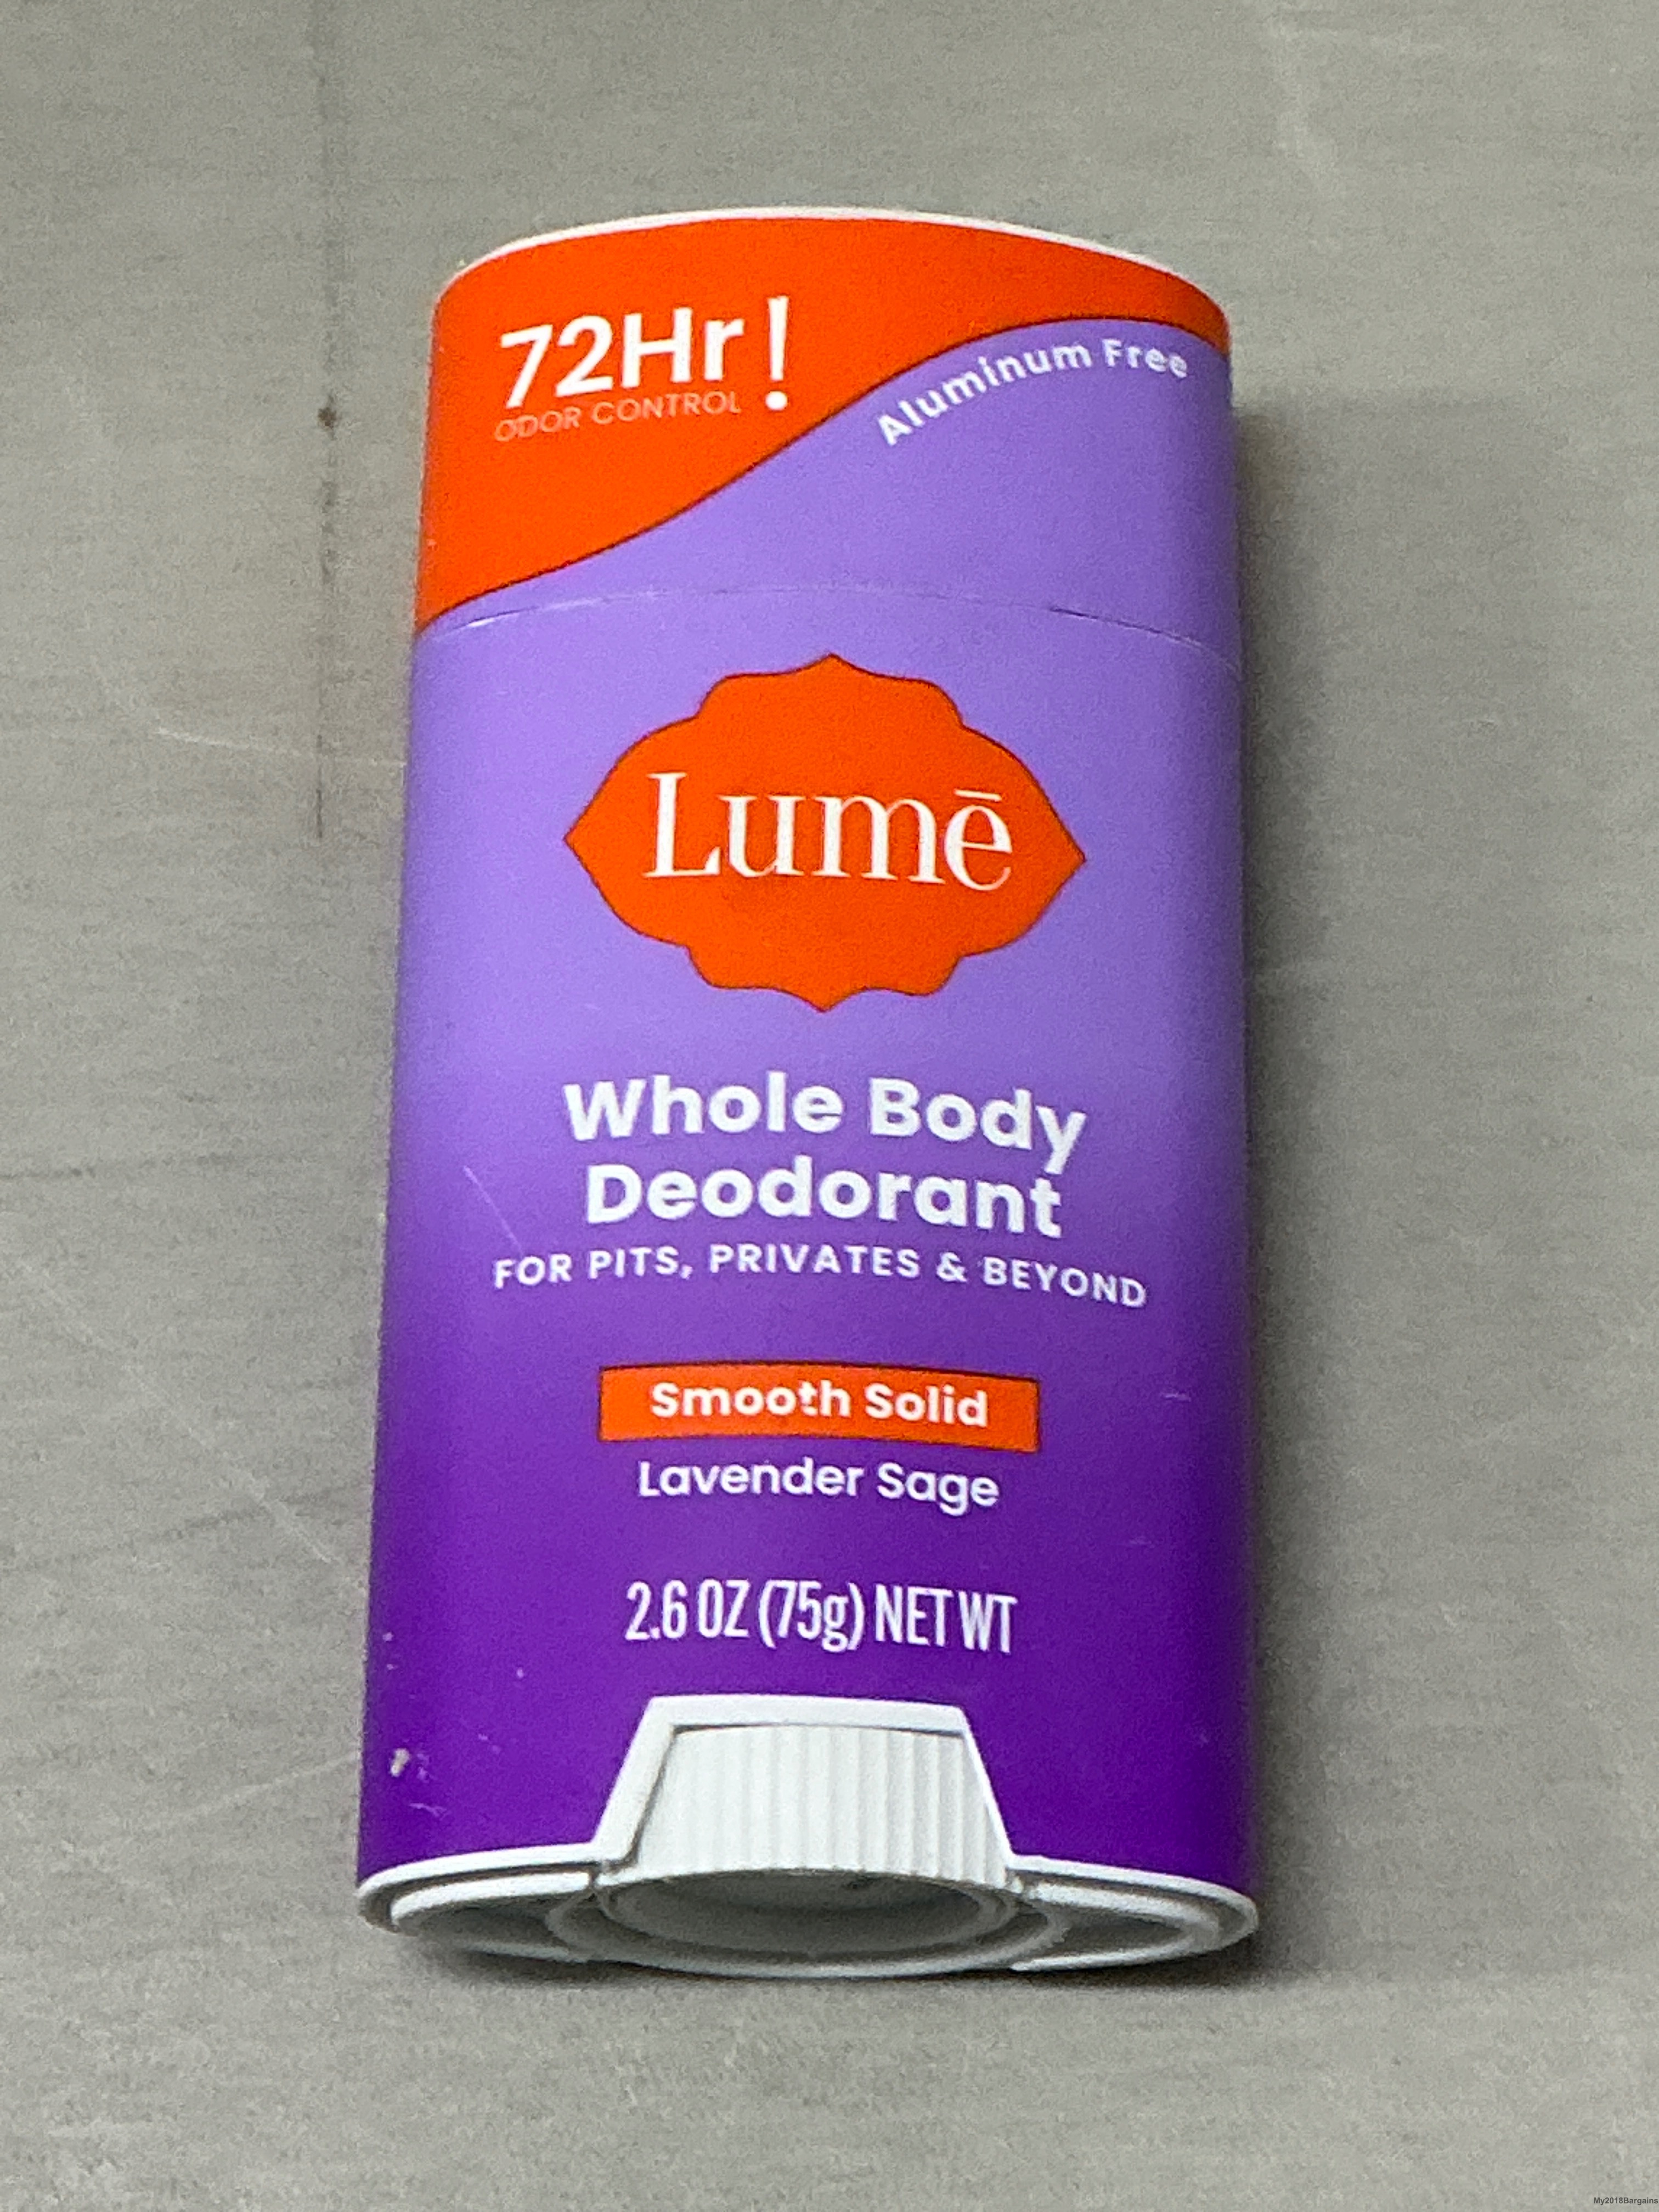 72Hr!
ODOR CONTROL
Aluminum Free
Lumē
Whole Body
Deodorant
FOR PITS, PRIVATES & BEYOND
Smooth Solid
Lavender Sage
2.6 OZ (75g) NET WT
My2018Bargains